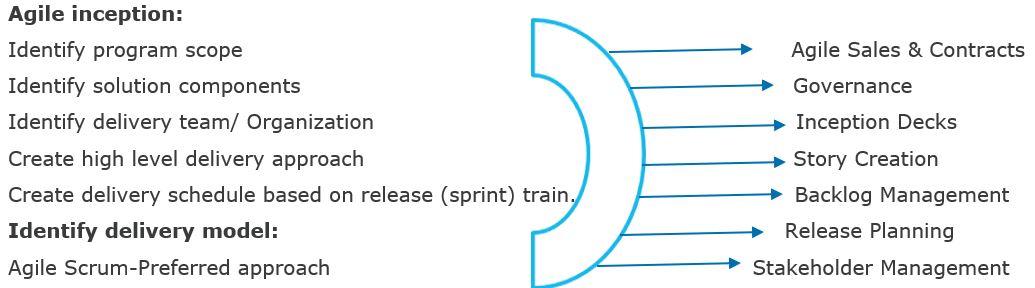 Agile inception:
Identify program scope
Identify solution components
Identify delivery team/ Organization
Create high level delivery approach
Create delivery schedule based on release (sprint) train.
Identify delivery model:
Agile Scrum-Preferred approach
Agile Sales & Contracts
Governance
Inception Decks
Story Creation
Backlog Management
Release Planning
Stakeholder Management